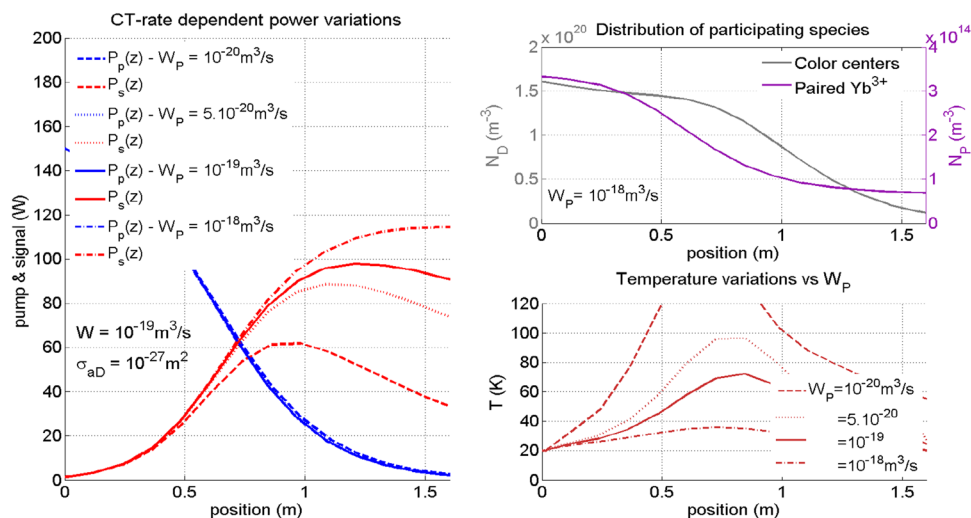 CT-rate dependent power variations
200
180
160
140
120
100
80
60
40
20
0
pump & signal (W)
P_p(z) - W_P = 10^-20 m^3/s
P_s(z)
P_p(z) - W_P = 5.10^-20 m^3/s
P_s(z)
P_p(z) - W_P = 10^-19 m^3/s
P_s(z)
P_p(z) - W_P = 10^-18 m^3/s
P_s(z)
W = 10^-19 m^3/s
σ_aD = 10^-27 m^2
0 0.5 1 1.5
position (m)
Distribution of participating species
2 x 10^20
1.5
1
0.5
0
N_D (m^-3)
Color centers
Paired Yb^3+
W_P = 10^-18 m^3/s
4 x 10^14
3
2
1
0
N_P (m^-3)
0 0.5 1 1.5
position (m)
Temperature variations vs W_P
120
100
80
60
40
20
0
T (K)
W_P=10^-20 m^3/s
=5.10^-20
=10^-19
=10^-18 m^3/s
0 0.5 1 1.5
position (m)